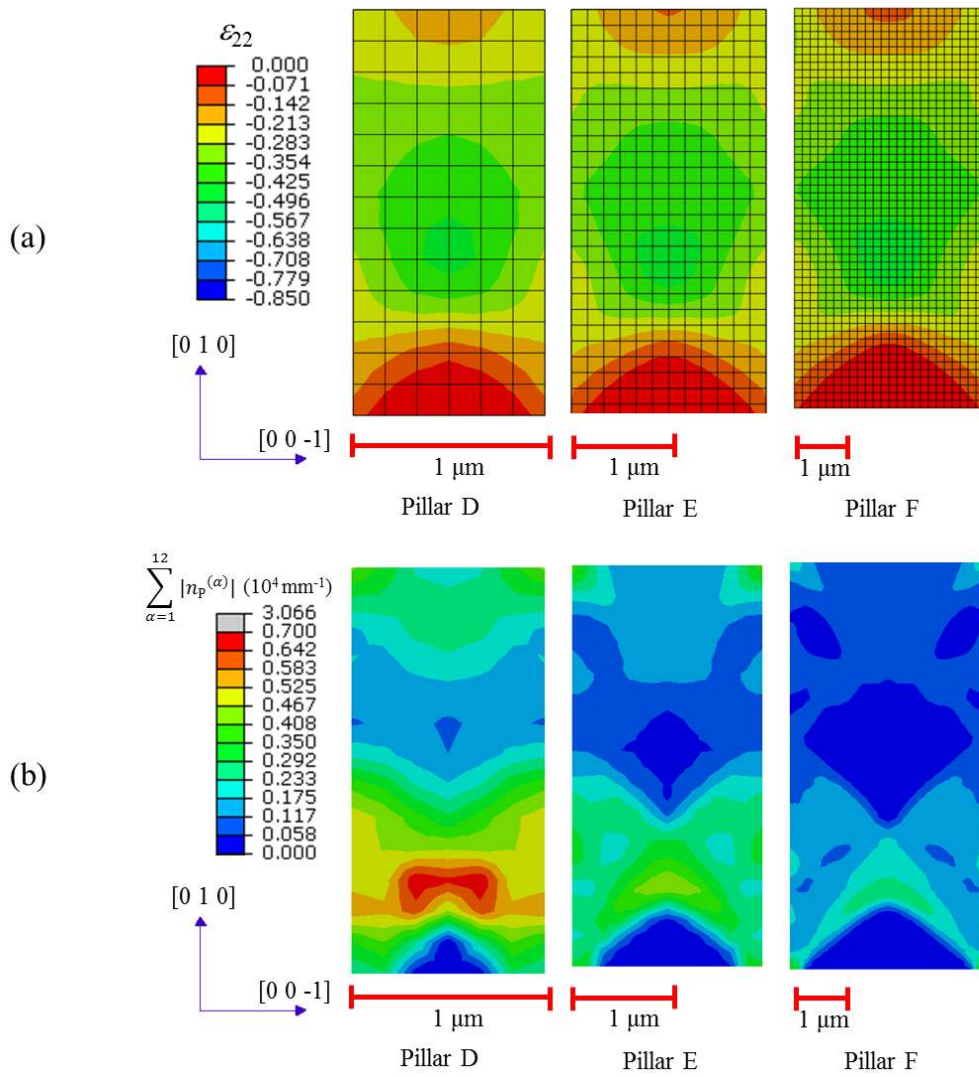 (a)
ε22
0.000
-0.071
-0.142
-0.213
-0.283
-0.354
-0.425
-0.496
-0.567
-0.638
-0.708
-0.779
-0.850
[0 1 0]
[0 0 -1]
1 μm
1 μm
1 μm
Pillar D
Pillar E
Pillar F
(b)
12
∑ |nP(α)| (10⁴ mm⁻¹)
α=1
3.066
0.700
0.642
0.583
0.525
0.467
0.408
0.350
0.292
0.233
0.175
0.117
0.058
0.000
[0 1 0]
[0 0 -1]
1 μm
1 μm
1 μm
Pillar D
Pillar E
Pillar F